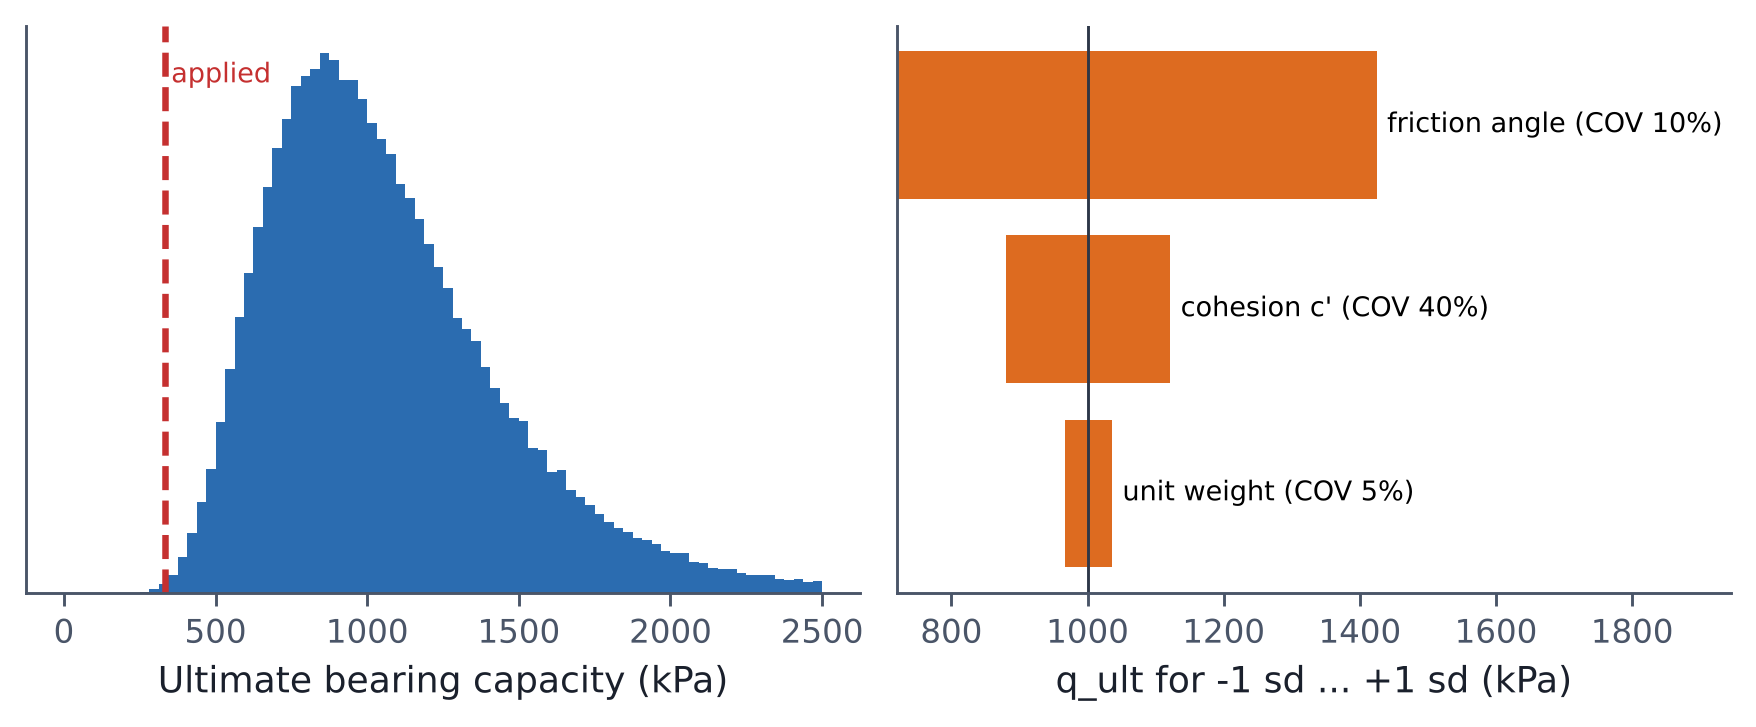 applied
0 500 1000 1500 2000 2500
Ultimate bearing capacity (kPa)
friction angle (COV 10%)
cohesion c' (COV 40%)
unit weight (COV 5%)
800 1000 1200 1400 1600 1800
q_ult for -1 sd ... +1 sd (kPa)